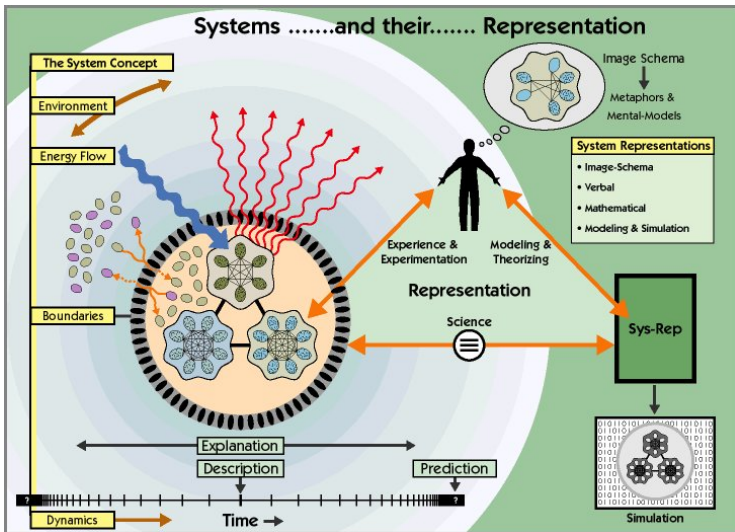 Systems .......and their....... Representation
The System Concept
Environment
Energy Flow
Boundaries
Image Schema
Metaphors &
Mental-Models
System Representations
• Image-Schema
• Verbal
• Mathematical
• Modeling & Simulation
Experience &
Experimentation
Modeling &
Theorizing
Representation
Science
Sys-Rep
Explanation
Description
Prediction
?
?
Dynamics
Time
Simulation